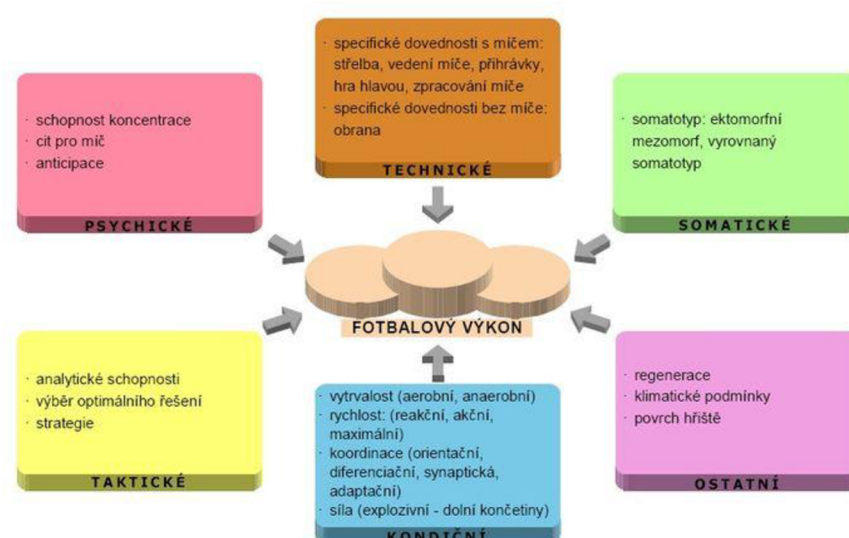 · specifické dovednosti s míčem:
střelba, vedení míče, přihrávky,
hra hlavou, zpracování míče
· specifické dovednosti bez míče:
obrana
TECHNICKÉ
· schopnost koncentrace
· cit pro míč
· anticipace
PSYCHICKÉ
· somatotyp: ektomorfní
mezomorf, vyrovnaný
somatotyp
SOMATICKÉ
FOTBALOVÝ VÝKON
· analytické schopnosti
· výběr optimálního řešení
· strategie
TAKTICKÉ
· vytrvalost (aerobní, anaerobní)
· rychlost: (reakční, akční,
maximální)
· koordinace (orientační,
diferenciační, synaptická,
adaptační)
· síla (explozivní - dolní končetiny)
KONDIČNÍ
· regenerace
· klimatické podmínky
· povrch hřiště
OSTATNÍ